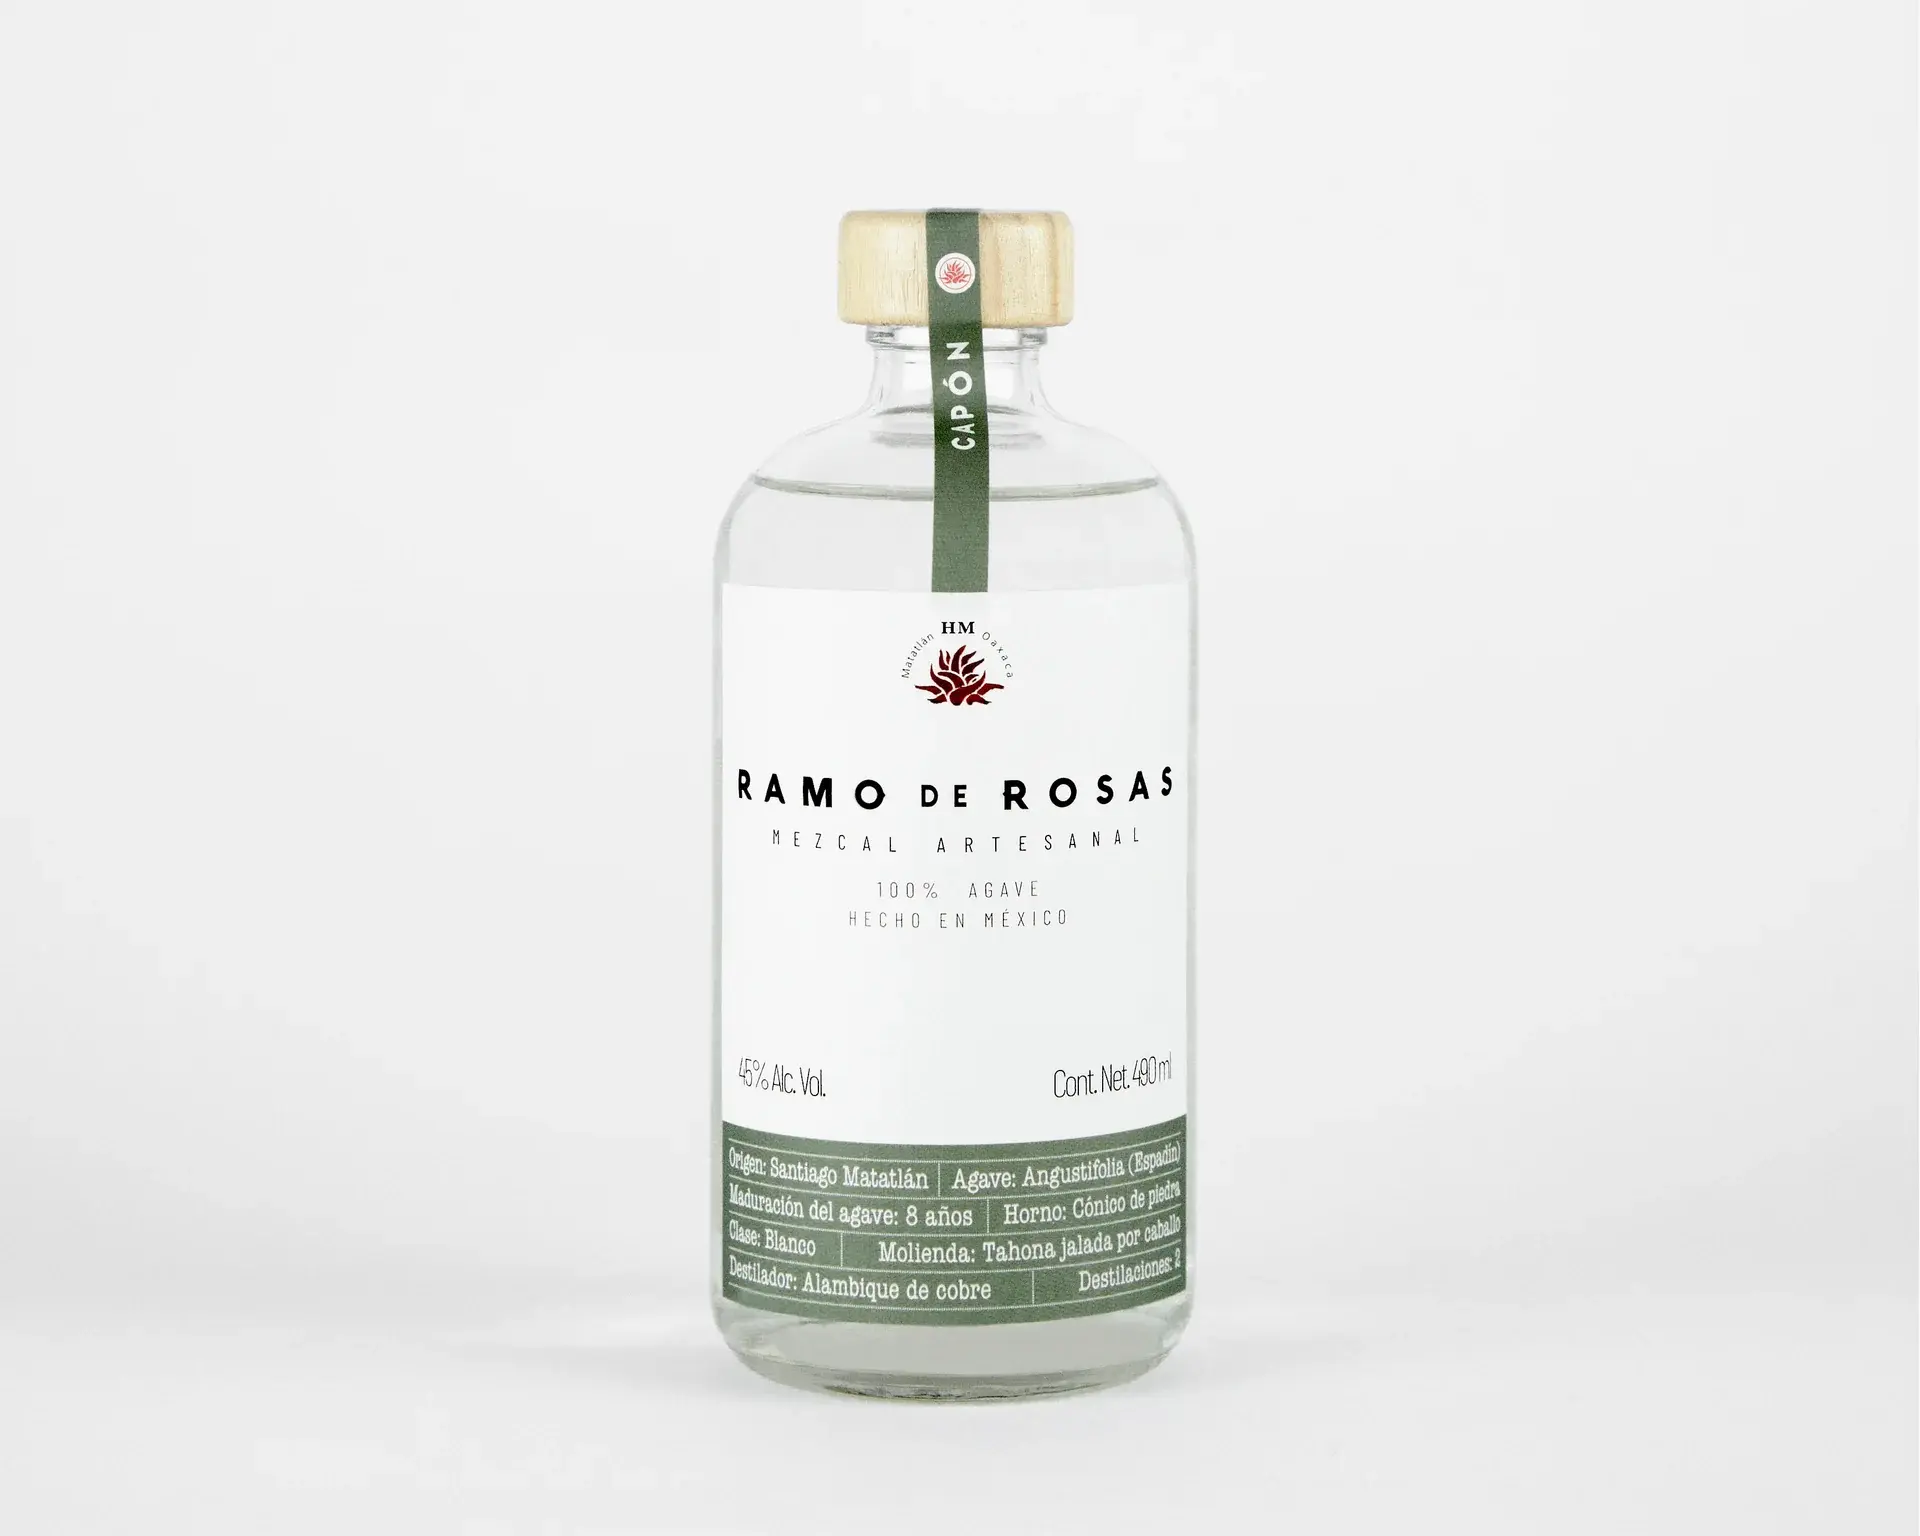 CAPÓN
HM
Matatlán Oaxaca
RAMO DE ROSAS
MEZCAL ARTESANAL
100% AGAVE
HECHO EN MÉXICO
45% Alc. Vol.
Cont. Net. 490 ml
Origen: Santiago Matatlán
Agave: Angustifolia (Espadín)
Maduración del agave: 8 años
Horno: Cónico de piedra
Clase: Blanco
Molienda: Tahona jalada por caballo
Destilador: Alambique de cobre
Destilaciones: 2